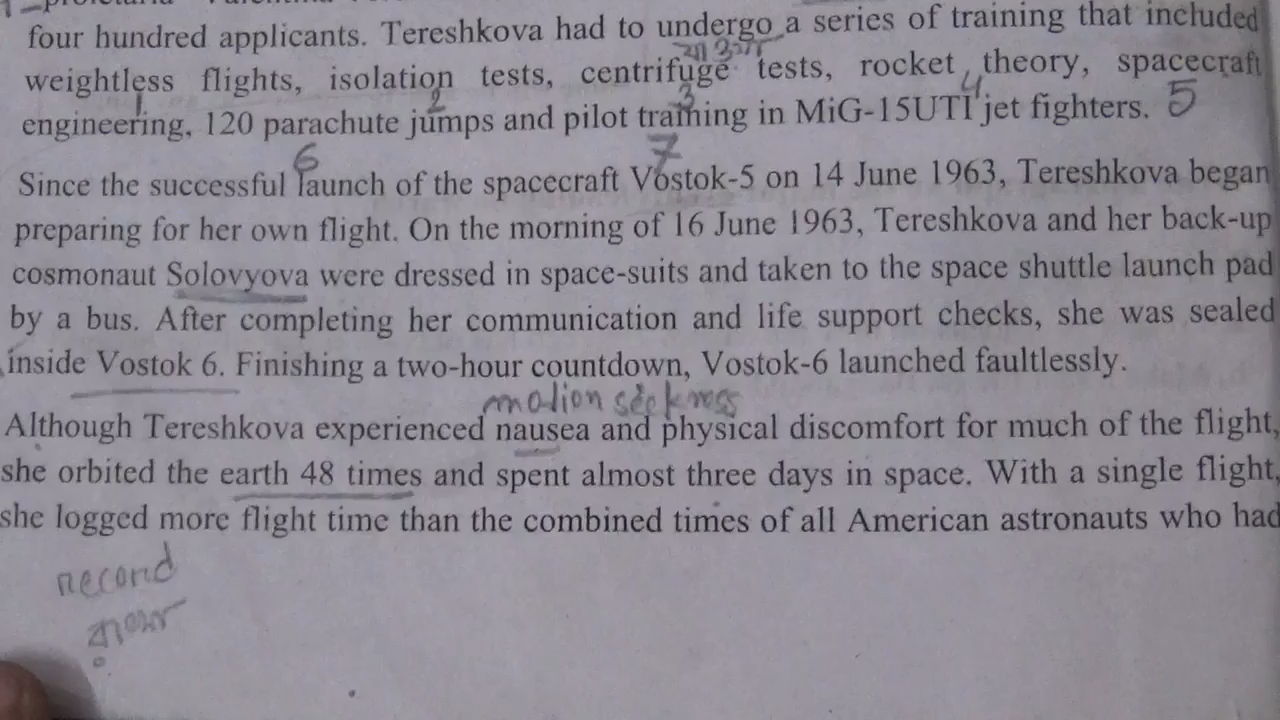 four hundred applicants. Tereshkova had to undergo a series of training that included
weightless flights, isolation tests, centrifuge tests, rocket theory, spacecraft
1 2 3 4
engineering, 120 parachute jumps and pilot training in MiG-15UTI jet fighters. 5
6 7
Since the successful launch of the spacecraft Vostok-5 on 14 June 1963, Tereshkova began
preparing for her own flight. On the morning of 16 June 1963, Tereshkova and her back-up
cosmonaut Solovyova were dressed in space-suits and taken to the space shuttle launch pad
by a bus. After completing her communication and life support checks, she was sealed
inside Vostok 6. Finishing a two-hour countdown, Vostok-6 launched faultlessly.
motion seekness
Although Tereshkova experienced nausea and physical discomfort for much of the flight,
she orbited the earth 48 times and spent almost three days in space. With a single flight,
she logged more flight time than the combined times of all American astronauts who had
record